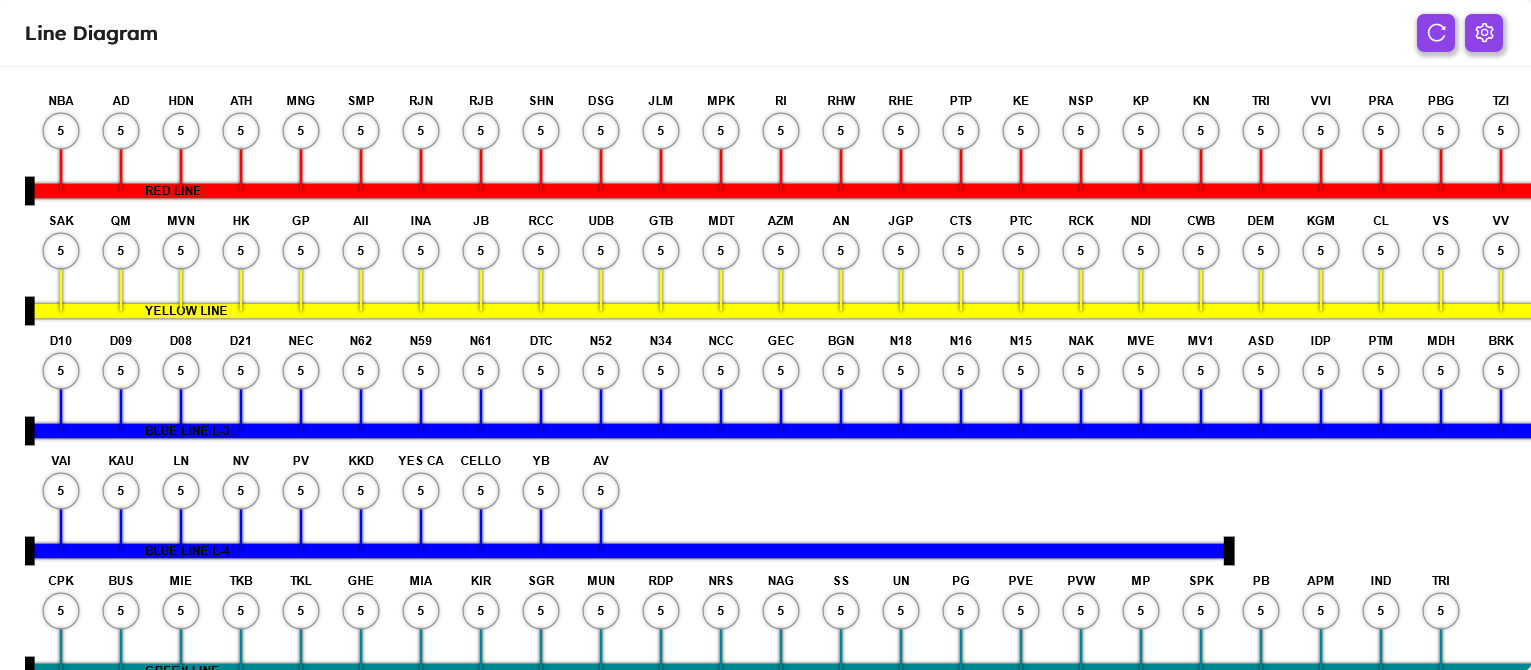 Line Diagram
NBA AD HDN ATH MNG SMP RJN RJB SHN DSG JLM MPK RI RHW RHE PTP KE NSP KP KN TRI VVI PRA PBG TZI
5 5 5 5 5 5 5 5 5 5 5 5 5 5 5 5 5 5 5 5 5 5 5 5 5
RED LINE
SAK QM MVN HK GP AII INA JB RCC UDB GTB MDT AZM AN JGP CTS PTC RCK NDI CWB DEM KGM CL VS VV
5 5 5 5 5 5 5 5 5 5 5 5 5 5 5 5 5 5 5 5 5 5 5 5 5
YELLOW LINE
D10 D09 D08 D21 NEC N62 N59 N61 DTC N52 N34 NCC GEC BGN N18 N16 N15 NAK MVE MV1 ASD IDP PTM MDH BRK
5 5 5 5 5 5 5 5 5 5 5 5 5 5 5 5 5 5 5 5 5 5 5 5 5
BLUE LINE L-3
VAI KAU LN NV PV KKD YES CA CELLO YB AV
5 5 5 5 5 5 5 5 5 5
BLUE LINE L-4
CPK BUS MIE TKB TKL GHE MIA KIR SGR MUN RDP NRS NAG SS UN PG PVE PVW MP SPK PB APM IND TRI
5 5 5 5 5 5 5 5 5 5 5 5 5 5 5 5 5 5 5 5 5 5 5 5
GREEN LINE